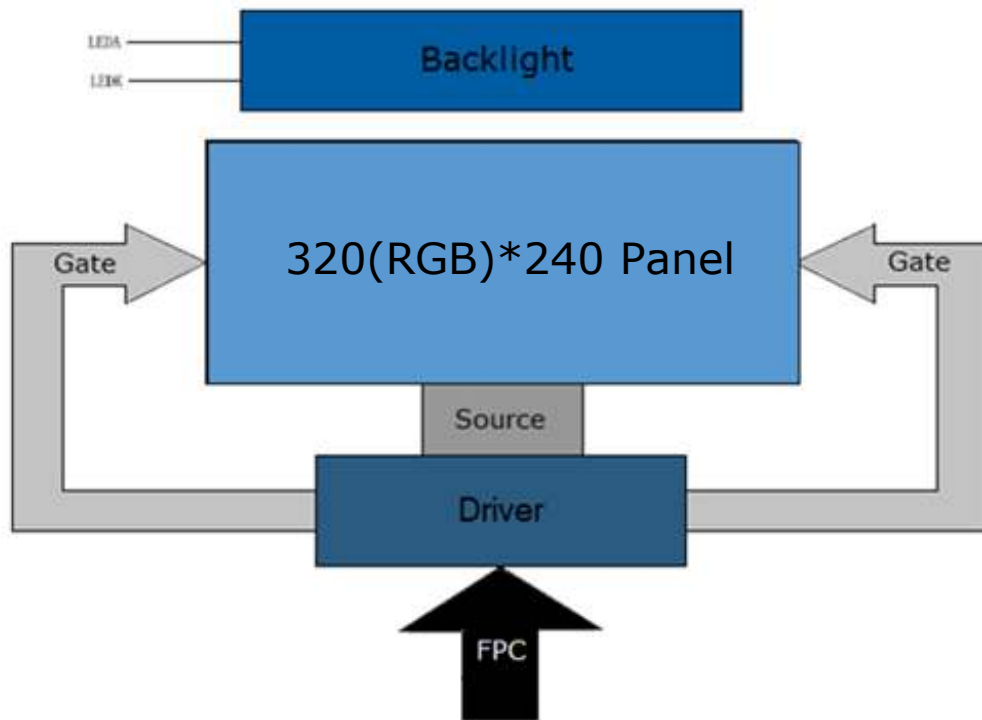 LEDA
Backlight
LEDK
320(RGB)*240 Panel
Gate
Gate
Source
Driver
FPC